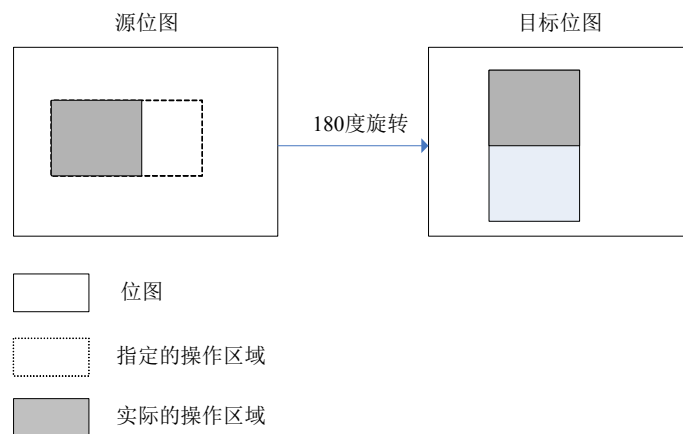 源位图
目标位图
180度旋转
位图
指定的操作区域
实际的操作区域